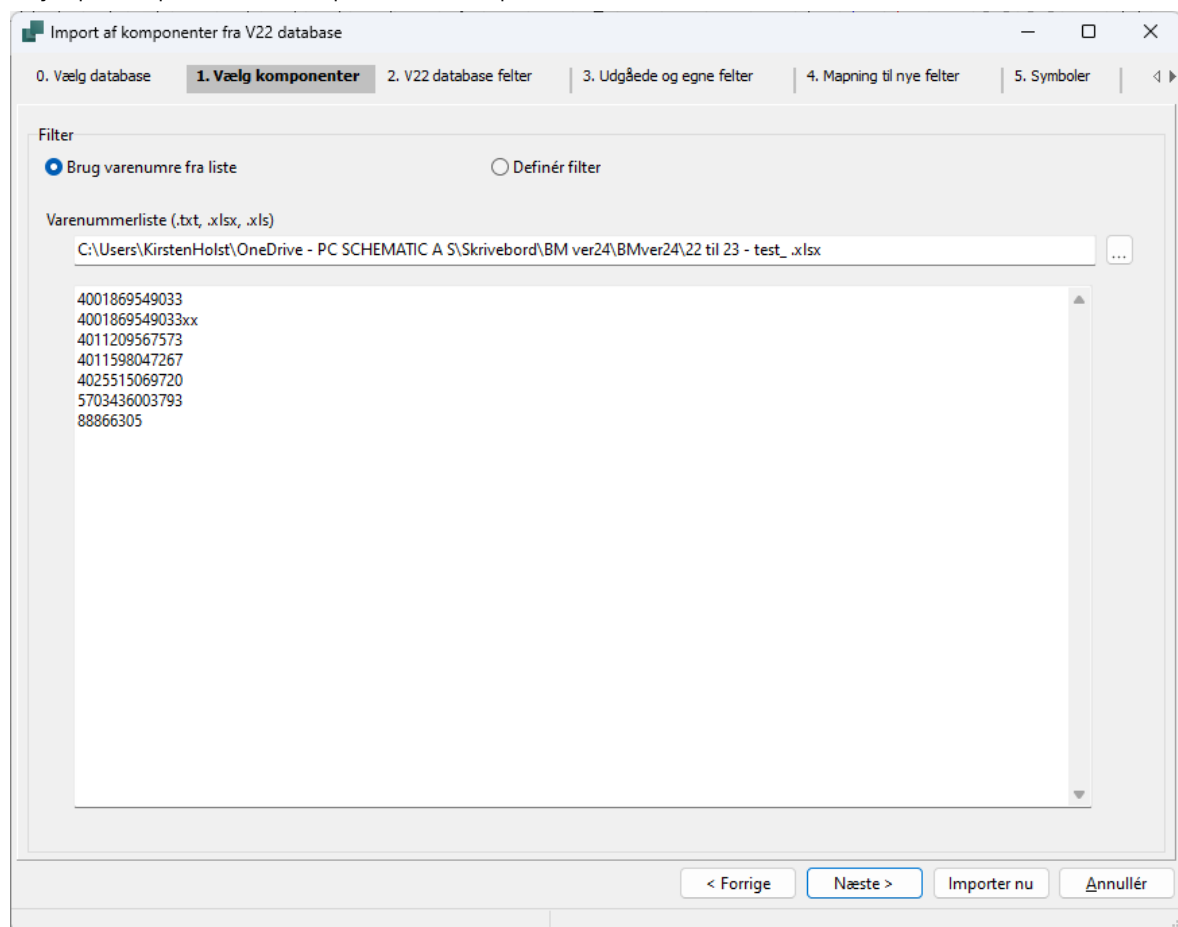 Import af komponenter fra V22 database
0. Vælg database 1. Vælg komponenter 2. V22 database felter 3. Udgåede og egne felter 4. Mapning til nye felter 5. Symboler
Filter
Brug varenumre fra liste Definér filter
Varenummerliste (.txt, .xlsx, .xls)
C:\Users\KirstenHolst\OneDrive - PC SCHEMATIC A S\Skrivebord\BM ver24\BMver24\22 til 23 - test_ .xlsx ...
4001869549033
4001869549033xx
4011209567573
4011598047267
4025515069720
5703436003793
88866305
< Forrige Næste > Importer nu Annullér